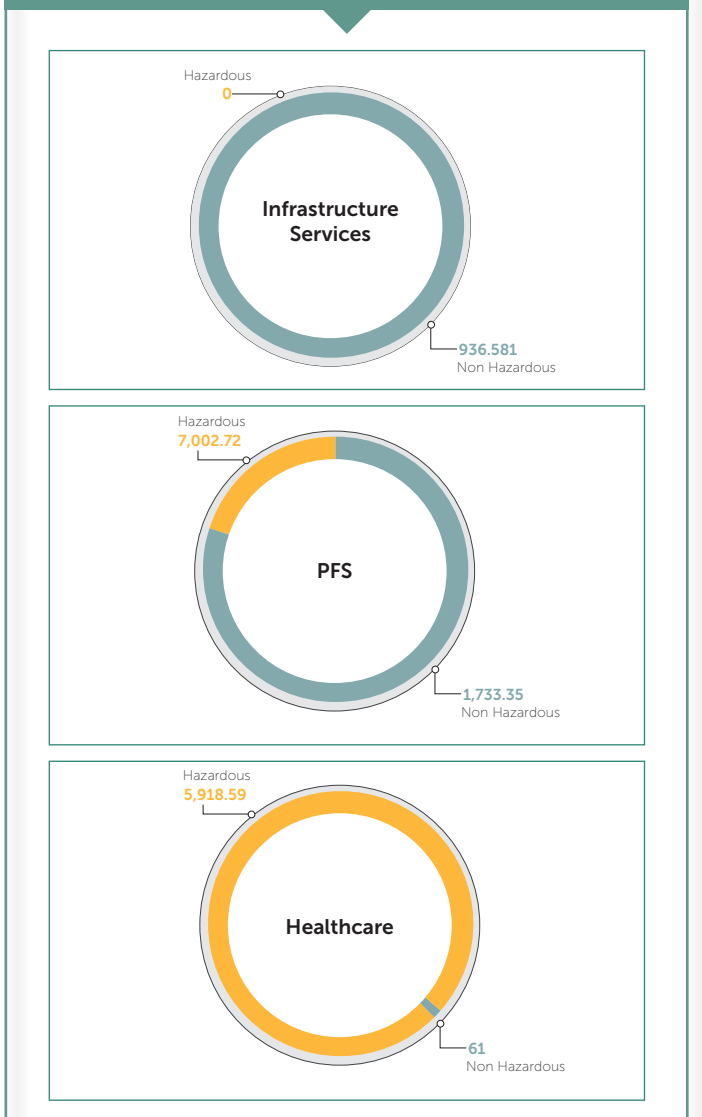 Hazardous
0
Infrastructure
Services
936.581
Non Hazardous
Hazardous
7,002.72
PFS
1,733.35
Non Hazardous
Hazardous
5,918.59
Healthcare
61
Non Hazardous